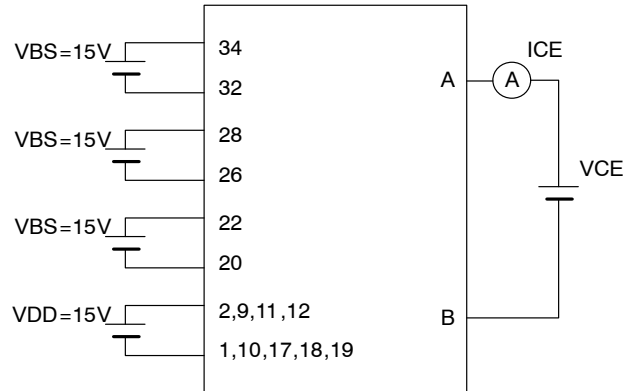 ICE
VBS=15V
34
32
A
A
VBS=15V
28
26
VCE
VBS=15V
22
20
VDD=15V
2,9,11,12
B
1,10,17,18,19